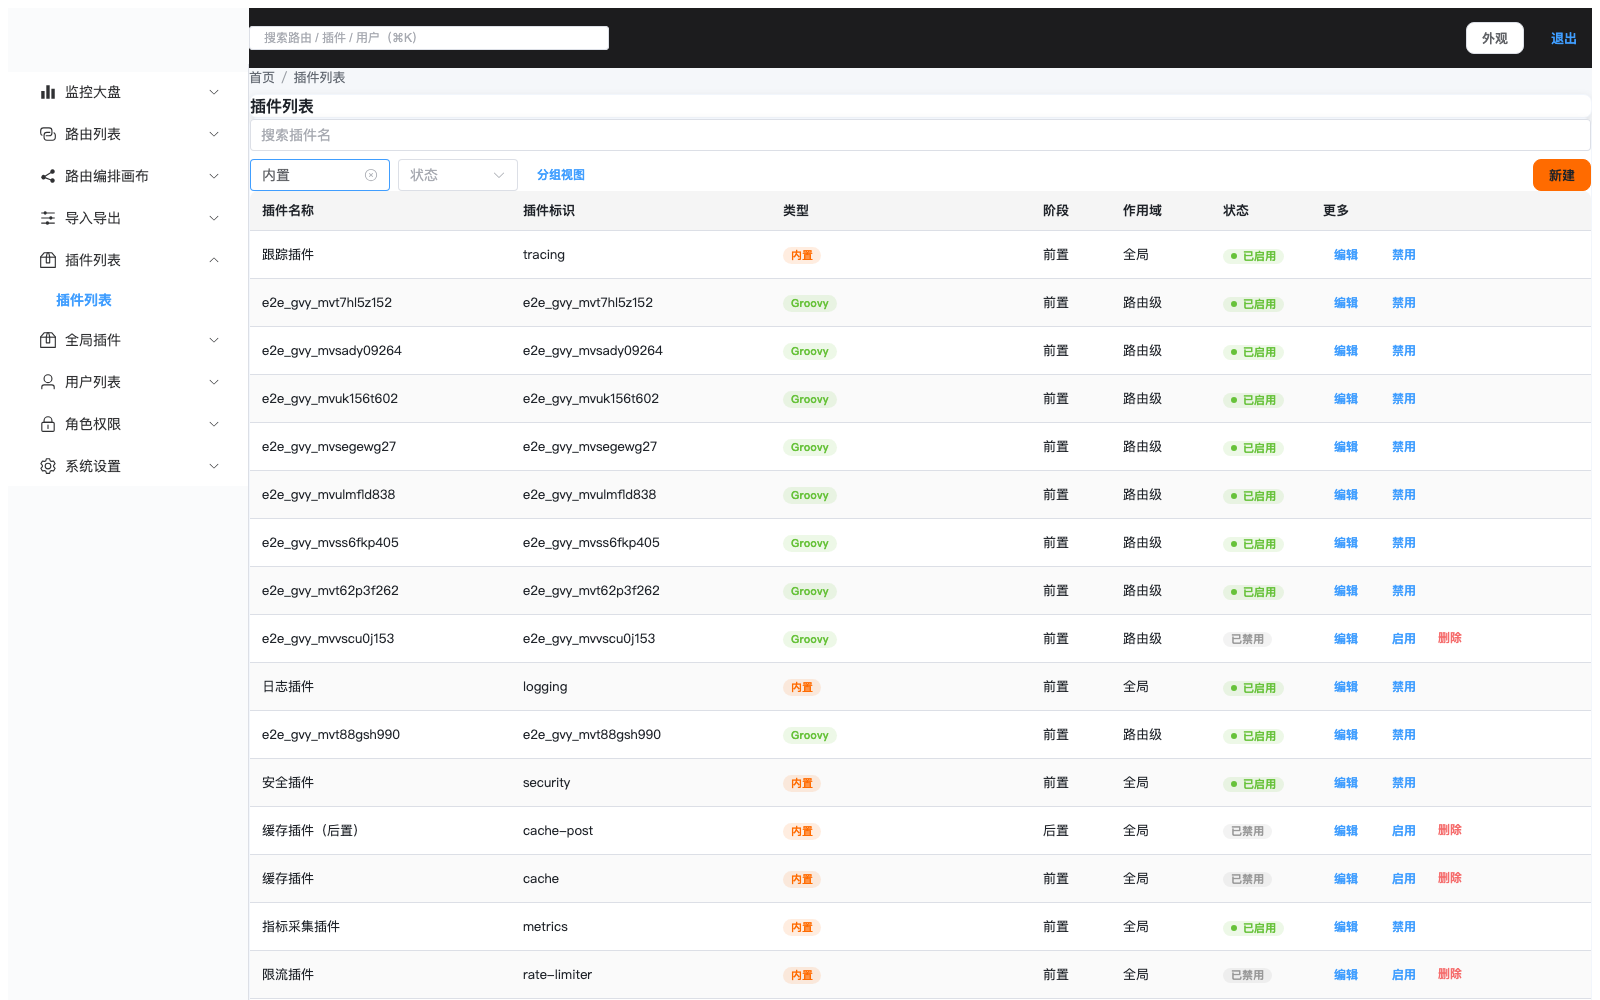 搜索路由 / 插件 / 用户（⌘K）
外观
退出
监控大盘
路由列表
路由编排画布
导入导出
插件列表
插件列表
全局插件
用户列表
角色权限
系统设置
首页 / 插件列表
插件列表
搜索插件名
内置 状态 分组视图 新建
插件名称 插件标识 类型 阶段 作用域 状态 更多
跟踪插件 tracing 内置 前置 全局 已启用 编辑 禁用
e2e_gvy_mvt7hl5z152 e2e_gvy_mvt7hl5z152 Groovy 前置 路由级 已启用 编辑 禁用
e2e_gvy_mvsady09264 e2e_gvy_mvsady09264 Groovy 前置 路由级 已启用 编辑 禁用
e2e_gvy_mvuk156t602 e2e_gvy_mvuk156t602 Groovy 前置 路由级 已启用 编辑 禁用
e2e_gvy_mvsegewg27 e2e_gvy_mvsegewg27 Groovy 前置 路由级 已启用 编辑 禁用
e2e_gvy_mvulmfld838 e2e_gvy_mvulmfld838 Groovy 前置 路由级 已启用 编辑 禁用
e2e_gvy_mvss6fkp405 e2e_gvy_mvss6fkp405 Groovy 前置 路由级 已启用 编辑 禁用
e2e_gvy_mvt62p3f262 e2e_gvy_mvt62p3f262 Groovy 前置 路由级 已启用 编辑 禁用
e2e_gvy_mvvscu0j153 e2e_gvy_mvvscu0j153 Groovy 前置 路由级 已禁用 编辑 启用 删除
日志插件 logging 内置 前置 全局 已启用 编辑 禁用
e2e_gvy_mvt88gsh990 e2e_gvy_mvt88gsh990 Groovy 前置 路由级 已启用 编辑 禁用
安全插件 security 内置 前置 全局 已启用 编辑 禁用
缓存插件（后置） cache-post 内置 后置 全局 已禁用 编辑 启用 删除
缓存插件 cache 内置 前置 全局 已禁用 编辑 启用 删除
指标采集插件 metrics 内置 前置 全局 已启用 编辑 禁用
限流插件 rate-limiter 内置 前置 全局 已禁用 编辑 启用 删除